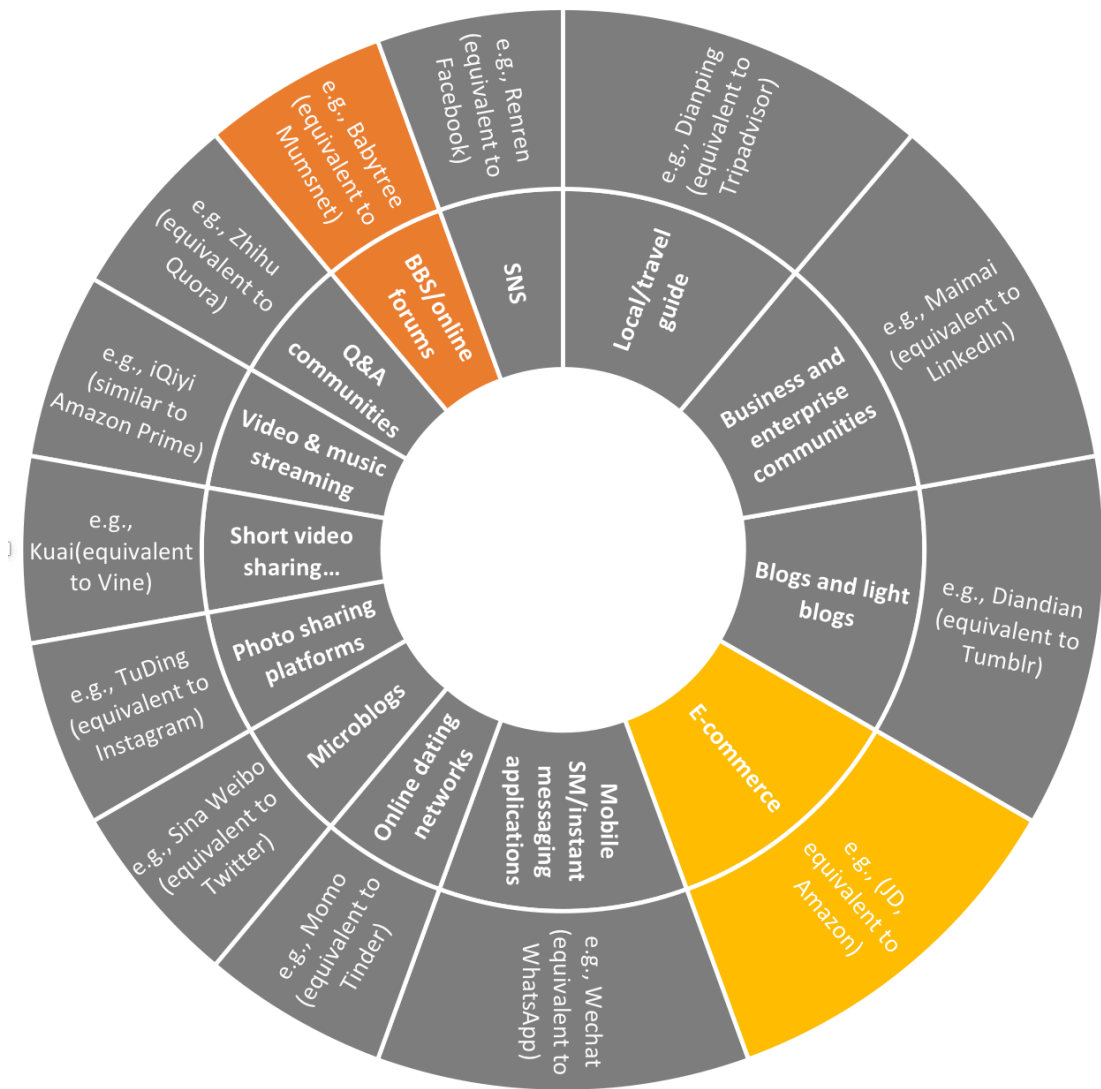 Local/travel
guide
e.g., Dianping
(equivalent to
Tripadvisor)
Business and
enterprise
communities
e.g., Maimai
(equivalent to
LinkedIn)
Blogs and light
blogs
e.g., Diandian
(equivalent to
Tumblr)
E-commerce
e.g., (JD,
equivalent to
Amazon)
Mobile
SM/instant
messaging
applications
e.g., Wechat
(equivalent to
WhatsApp)
Online dating
networks
e.g., Momo
(equivalent to
Tinder)
Microblogs
e.g., Sina Weibo
(equivalent to
Twitter)
Photo sharing
platforms
e.g., TuDing
(equivalent to
Instagram)
Short video
sharing…
e.g.,
Kuai(equivalent
to Vine)
Video & music
streaming
e.g., iQiyi
(similar to
Amazon Prime)
Q&A
communities
e.g., Zhihu
(equivalent to
Quora)
BBS/online
forums
e.g., Babytree
(equivalent to
Mumsnet)
SNS
e.g., Renren
(equivalent to
Facebook)